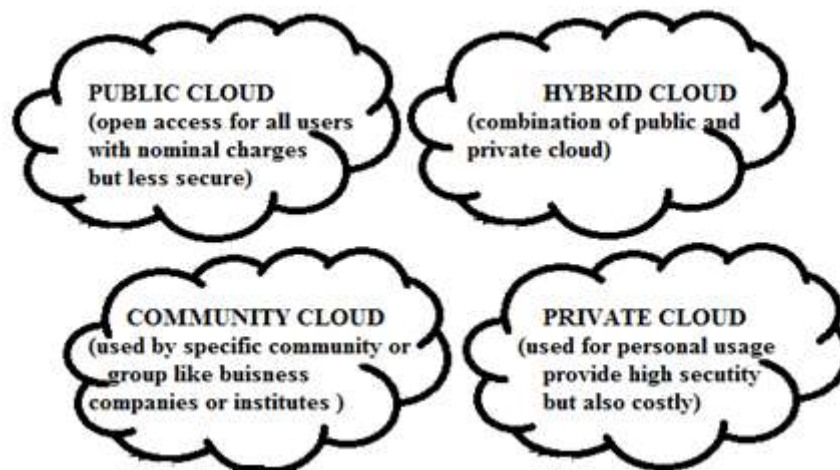 PUBLIC CLOUD
(open access for all users
with nominal charges
but less secure)
HYBRID CLOUD
(combination of public and
private cloud)
COMMUNITY CLOUD
(used by specific community or
group like buisness
companies or institutes )
PRIVATE CLOUD
(used for personal usage
provide high secutity
but also costly)